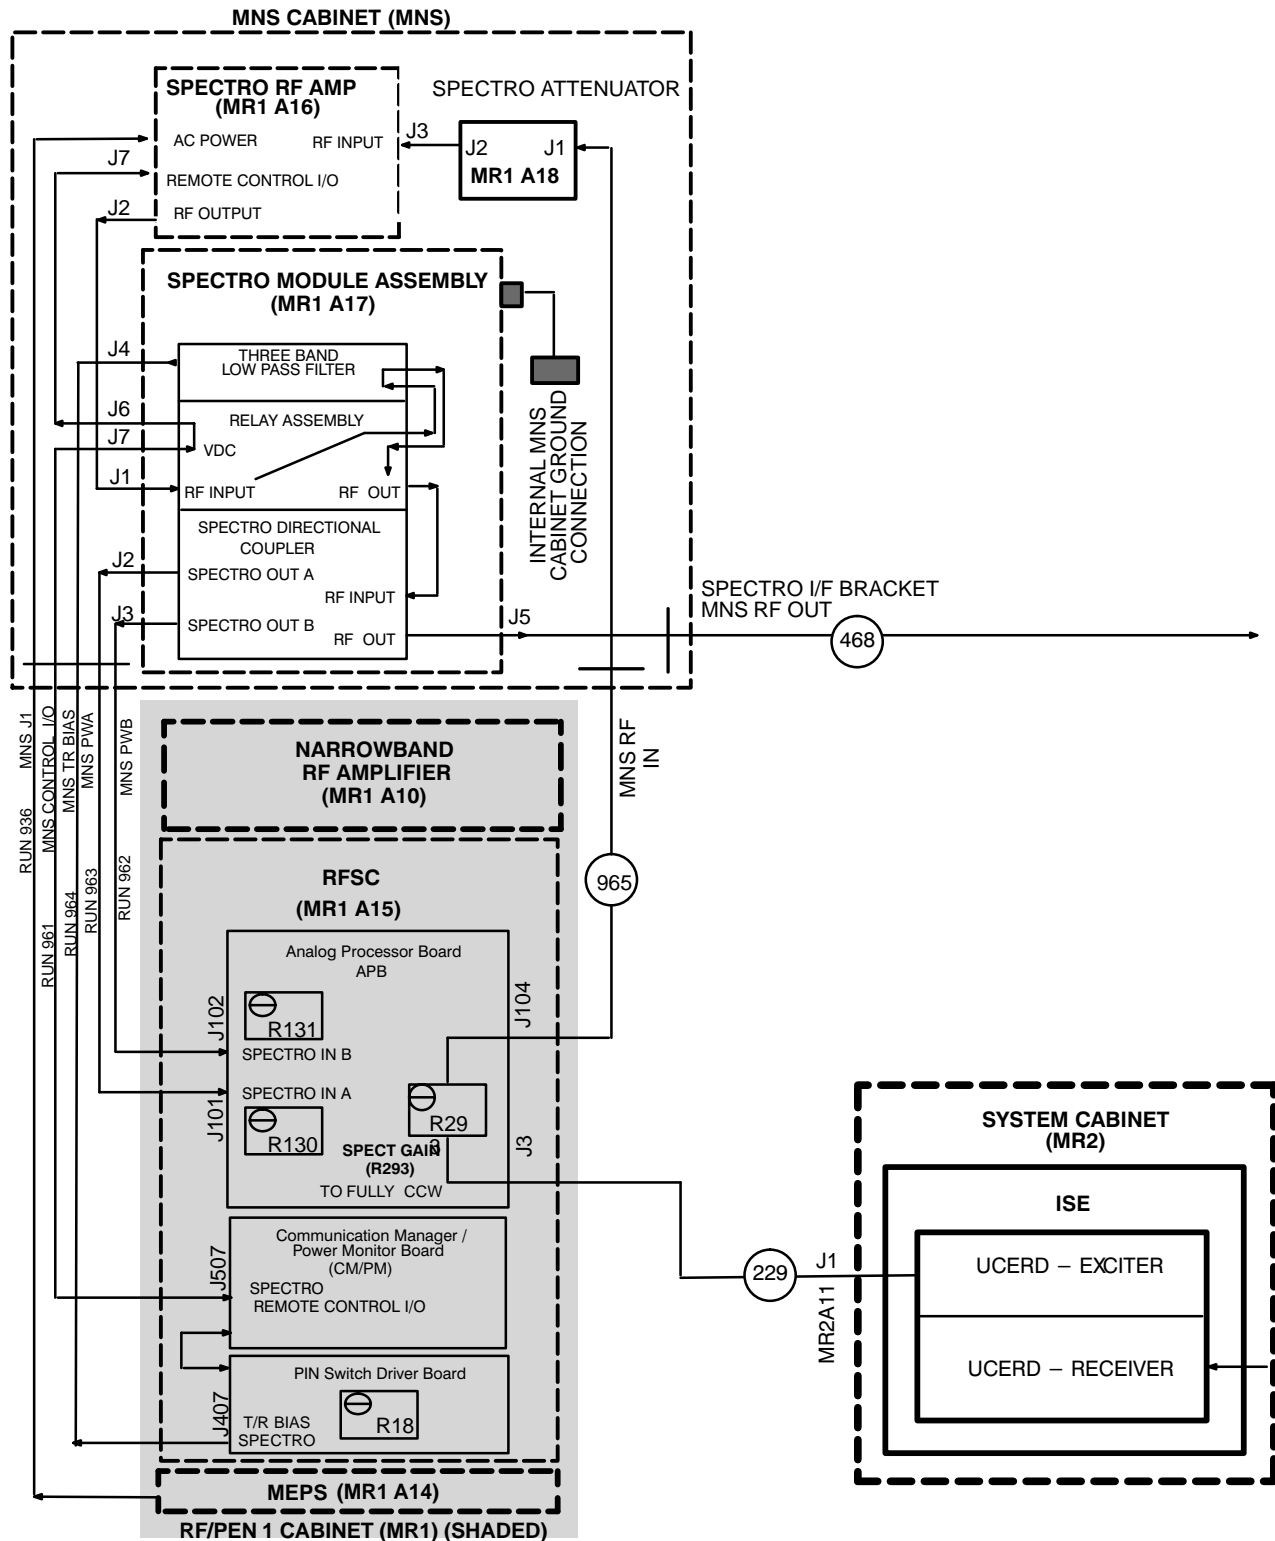 MNS CABINET (MNS)
SPECTRO RF AMP
(MR1 A16)
SPECTRO ATTENUATOR
AC POWER
RF INPUT
J3
J2
J1
MR1 A18
J7
REMOTE CONTROL I/O
J2
RF OUTPUT
SPECTRO MODULE ASSEMBLY
(MR1 A17)
J4
THREE BAND
LOW PASS FILTER
J6
RELAY ASSEMBLY
J7
VDC
J1
RF INPUT
RF OUT
INTERNAL MNS
CABINET GROUND
CONNECTION
SPECTRO DIRECTIONAL
COUPLER
J2
SPECTRO OUT A
RF INPUT
J3
SPECTRO OUT B
RF OUT
J5
SPECTRO I/F BRACKET
MNS RF OUT
468
MNS J1
MNS CONTROL I/O
MNS TR BIAS
MNS PWA
MNS PWB
RUN 936
RUN 961
RUN 964
RUN 963
RUN 962
MNS RF
IN
965
NARROWBAND
RF AMPLIFIER
(MR1 A10)
RFSC
(MR1 A15)
Analog Processor Board
APB
J102
R131
SPECTRO IN B
J104
SPECTRO IN A
J101
R130
R29
3
SPECT GAIN
(R293)
TO FULLY CCW
J3
Communication Manager /
Power Monitor Board
(CM/PM)
J507
SPECTRO
REMOTE CONTROL I/O
PIN Switch Driver Board
J407
R18
T/R BIAS
SPECTRO
MEPS (MR1 A14)
RF/PEN 1 CABINET (MR1) (SHADED)
229
J1
MR2A11
SYSTEM CABINET
(MR2)
ISE
UCERD – EXCITER
UCERD – RECEIVER